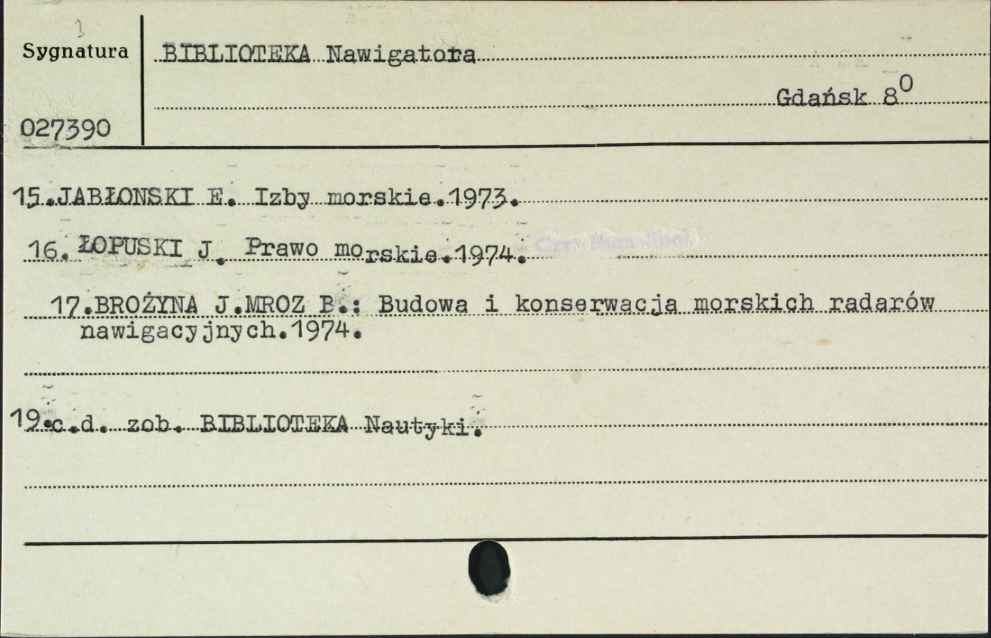 Sygnatura BIBLIOTEKA Nawigatora
Gdańsk 8⁰
027390
15.JABŁONSKI E. Izby morskie.1973.
16. ŁOPUSKI J. Prawo morskie.1974.
17.BROŻYNA J.MROZ B.: Budowa i konserwacja morskich radarów
nawigacyjnych.1974.
19.c.d. zob. BIBLIOTEKA Nautyki.